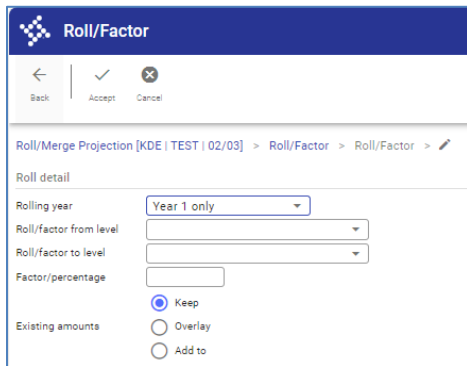 Roll/Factor
Back Accept Cancel
Roll/Merge Projection [KDE | TEST | 02/03] > Roll/Factor > Roll/Factor >
Roll detail
Rolling year Year 1 only
Roll/factor from level
Roll/factor to level
Factor/percentage
Keep
Existing amounts Overlay
Add to